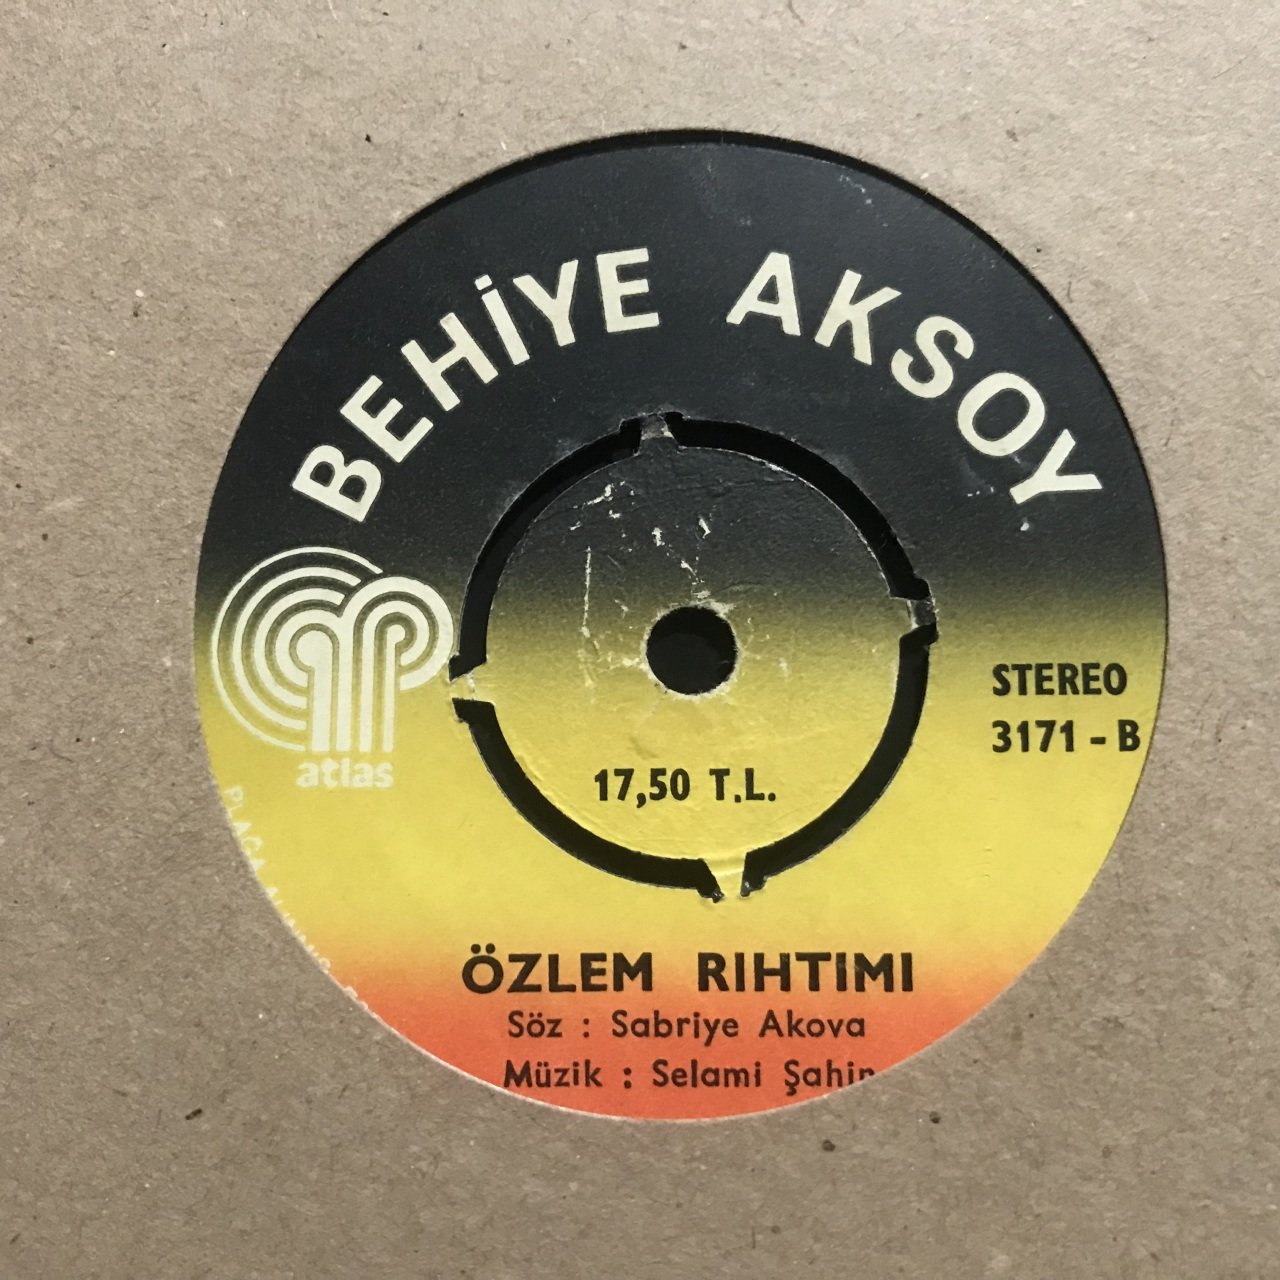 BEHİYE AKSOY
atlas
STEREO
3171 - B
17,50 T.L.
ÖZLEM RIHTIMI
Söz : Sabriye Akova
Müzik : Selami Şahin